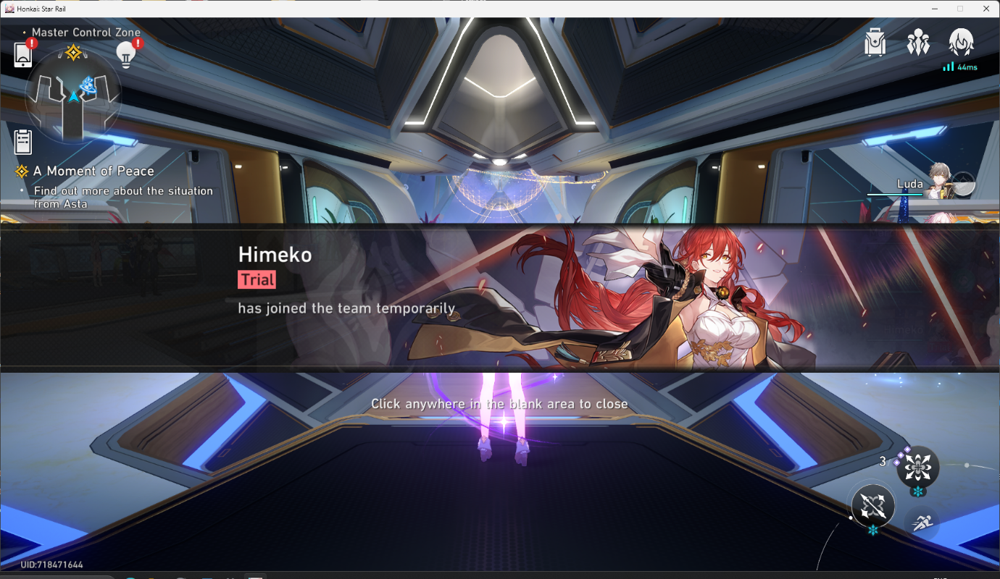 Honkai: Star Rail
Master Control Zone
44ms
A Moment of Peace
Find out more about the situation
from Asta
Luda
Himeko
Trial
has joined the team temporarily
Himeko
Click anywhere in the blank area to close
3
UID:718471644